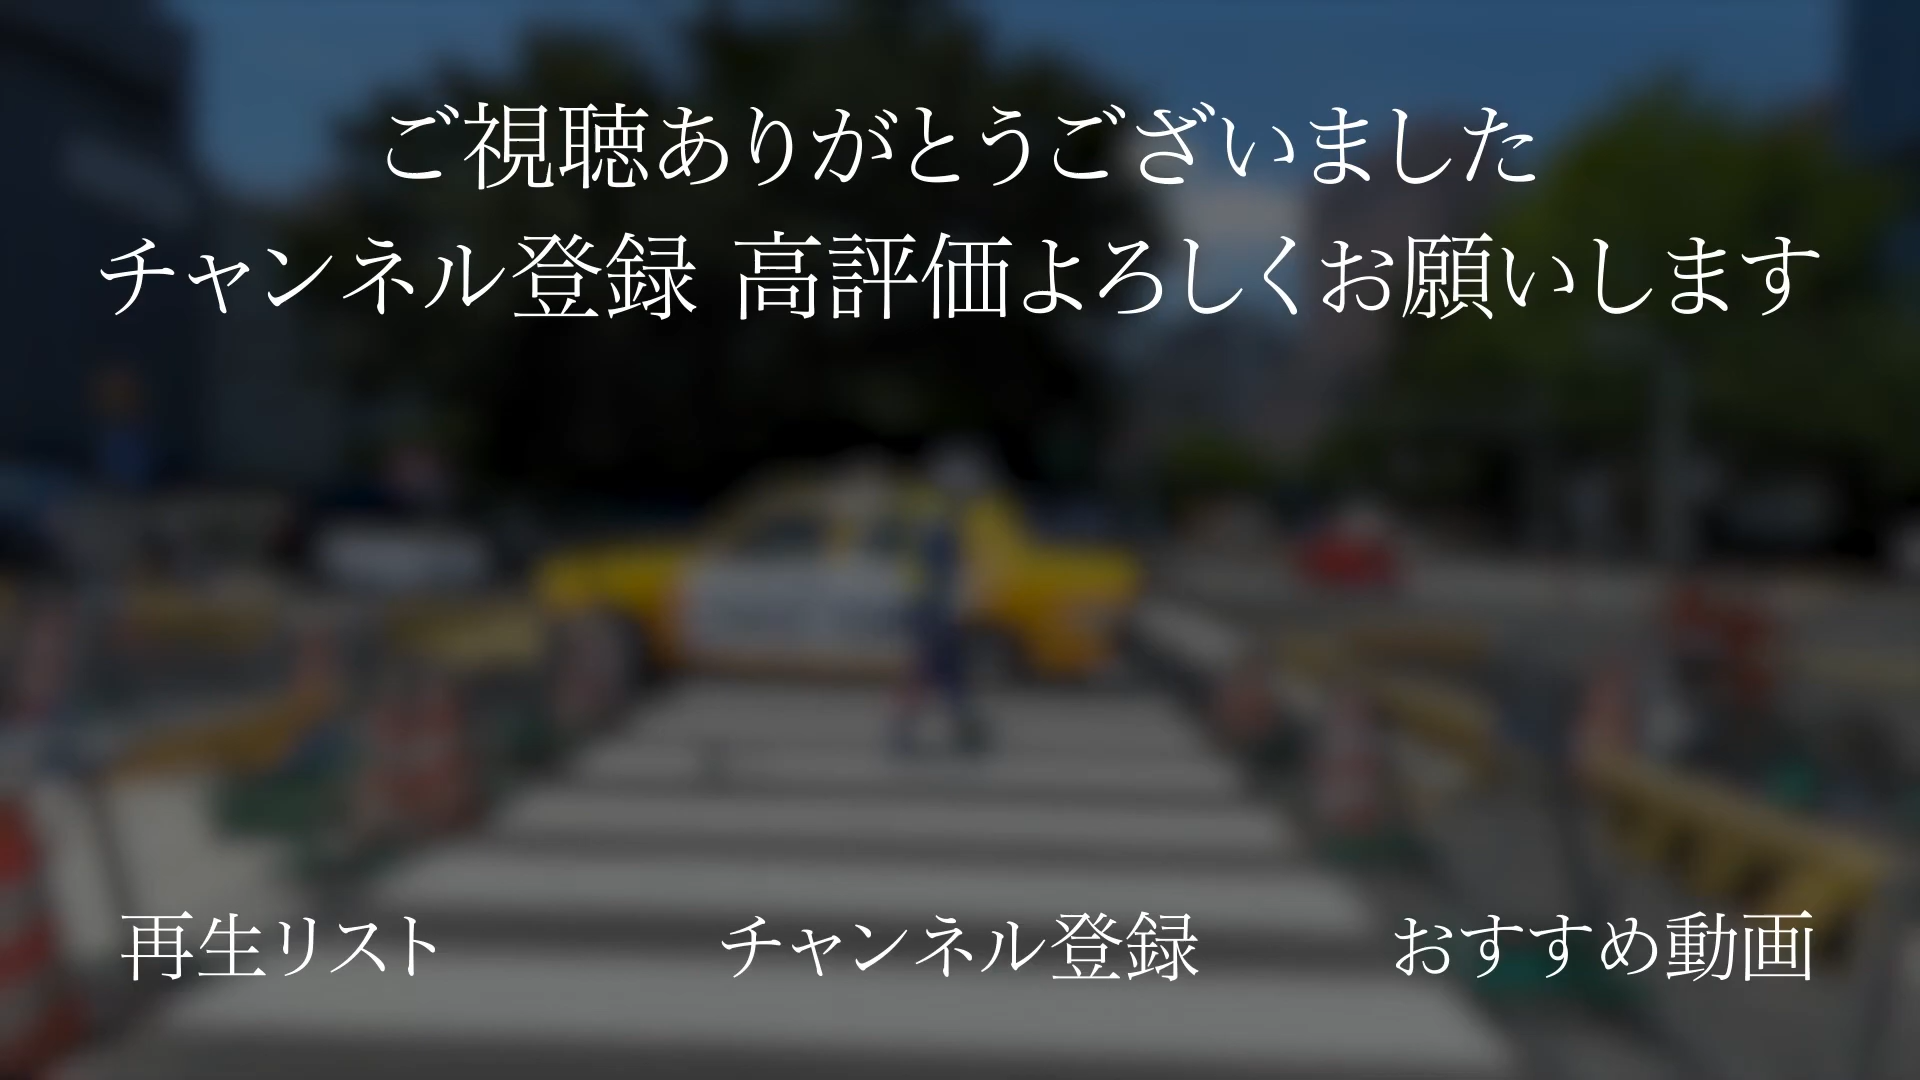 ご視聴ありがとうございました
チャンネル登録 高評価よろしくお願いします
再生リスト
チャンネル登録
おすすめ動画